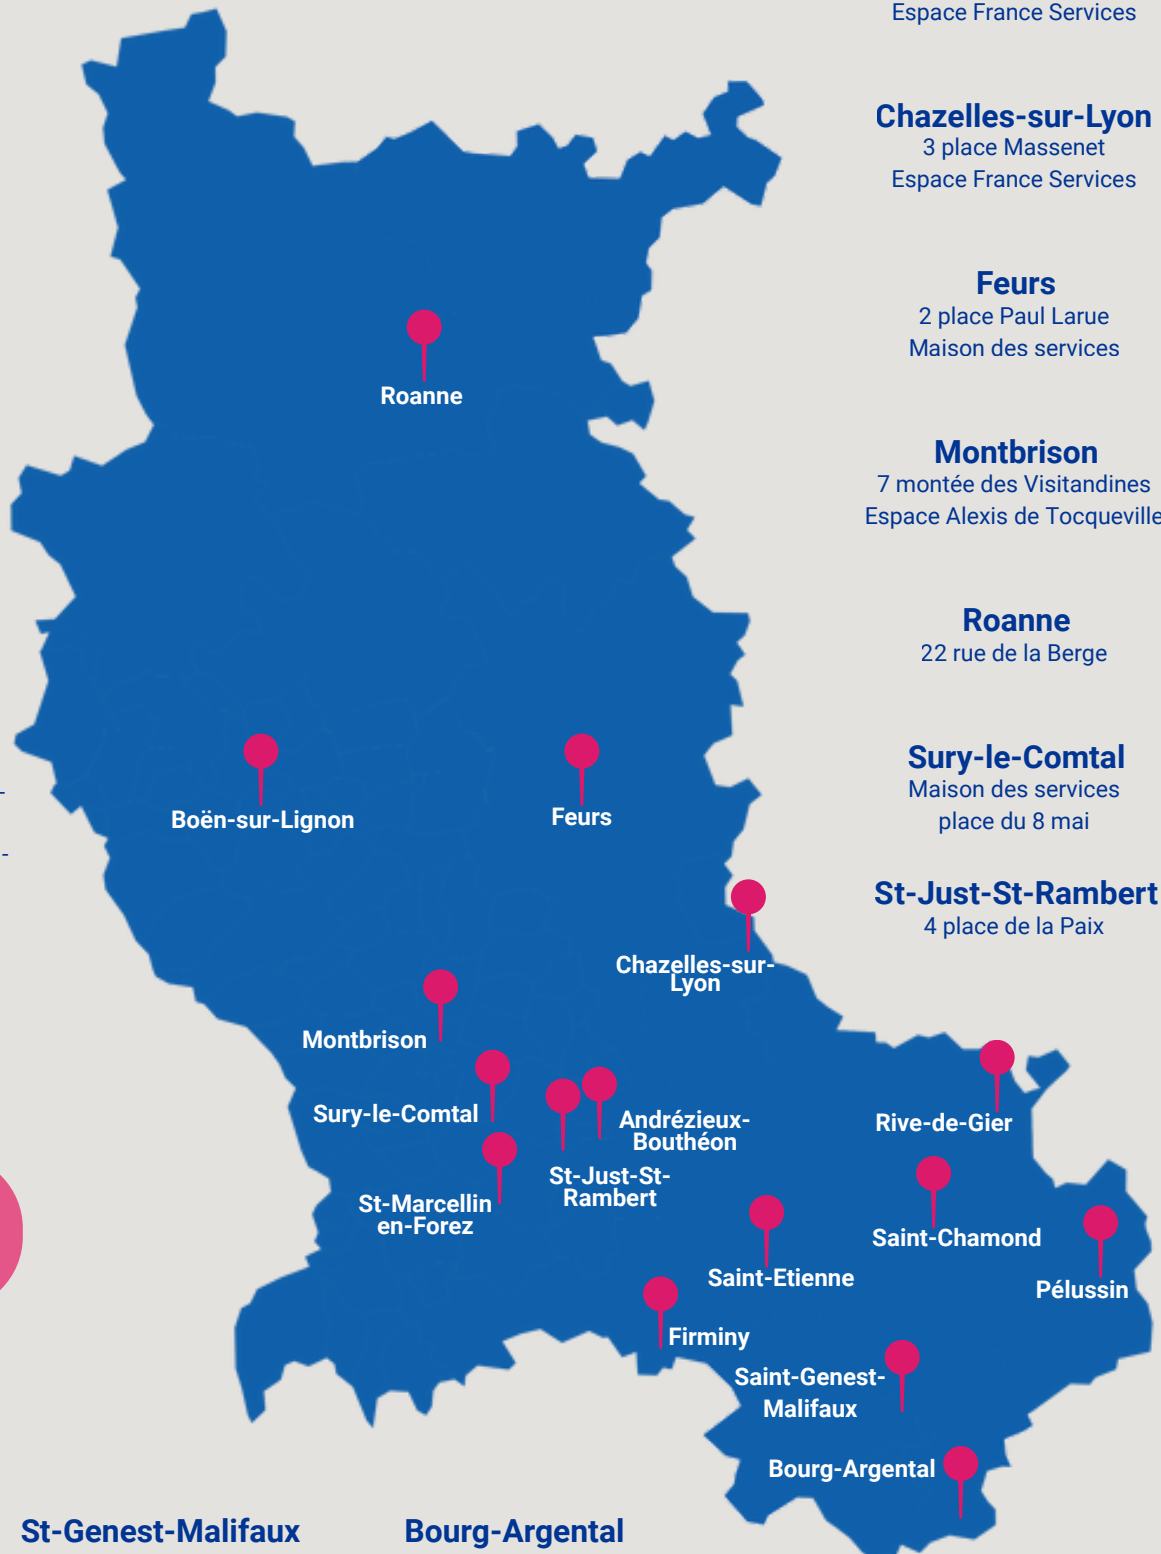 Espace France Services
Chazelles-sur-Lyon
3 place Massenet
Espace France Services
Feurs
2 place Paul Larue
Maison des services
Montbrison
7 montée des Visitandines
Espace Alexis de Tocqueville
Roanne
22 rue de la Berge
Sury-le-Comtal
Maison des services
place du 8 mai
St-Just-St-Rambert
4 place de la Paix
Roanne
Boën-sur-Lignon
Feurs
Chazelles-sur-
Lyon
Montbrison
Sury-le-Comtal
Andrézieux-
Bouthéon
St-Just-St-
Rambert
St-Marcellin
en-Forez
Rive-de-Gier
Saint-Chamond
Pélussin
Saint-Etienne
Firminy
Saint-Genest-
Malifaux
Bourg-Argental
St-Genest-Malifaux
Bourg-Argental